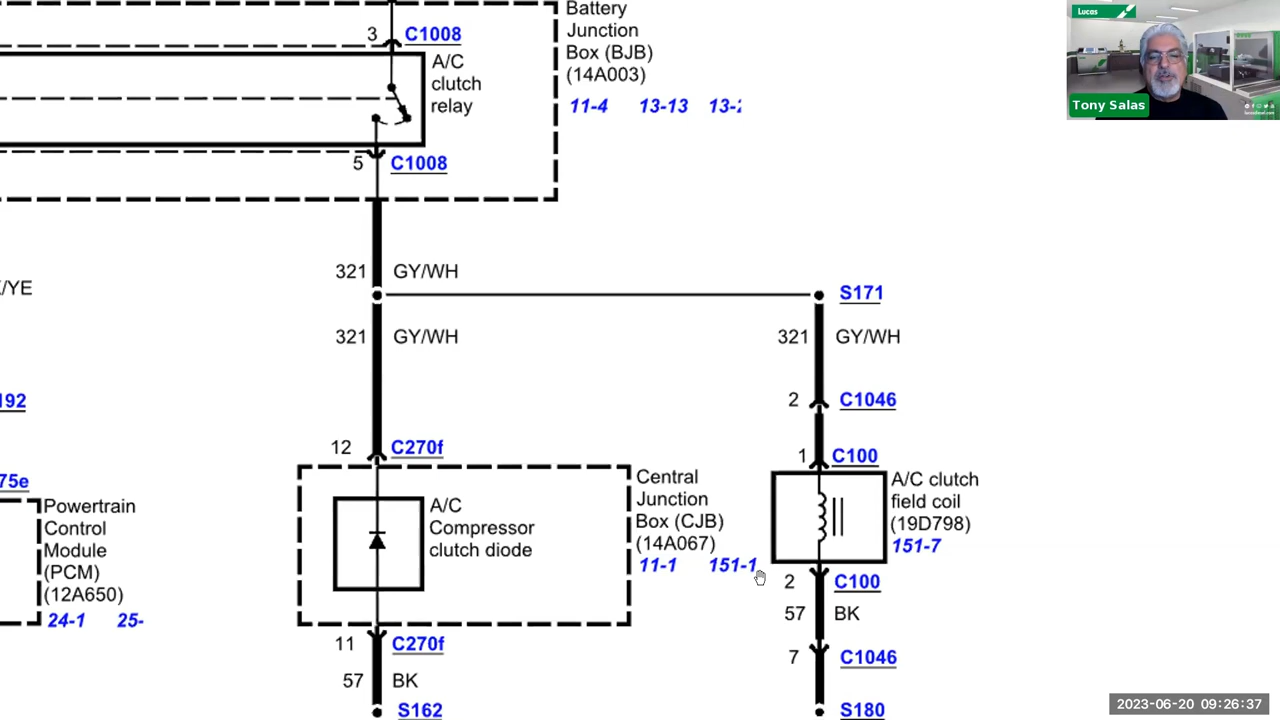 3 C1008
A/C
clutch
relay
Battery
Junction
Box (BJB)
(14A003)
11-4 13-13
5 C1008
321 GY/WH
/YE
S171
321 GY/WH
321 GY/WH
192
2 C1046
12 C270f
1 C100
75e
Powertrain
Control
Module
(PCM)
(12A650)
24-1 25-
A/C
Compressor
clutch diode
Central
Junction
Box (CJB)
(14A067)
11-1 151-1
A/C clutch
field coil
(19D798)
151-7
2 C100
57 BK
11 C270f
7 C1046
57 BK
S162
S180
Lucas
Tony Salas
2023-06-20 09:26:37